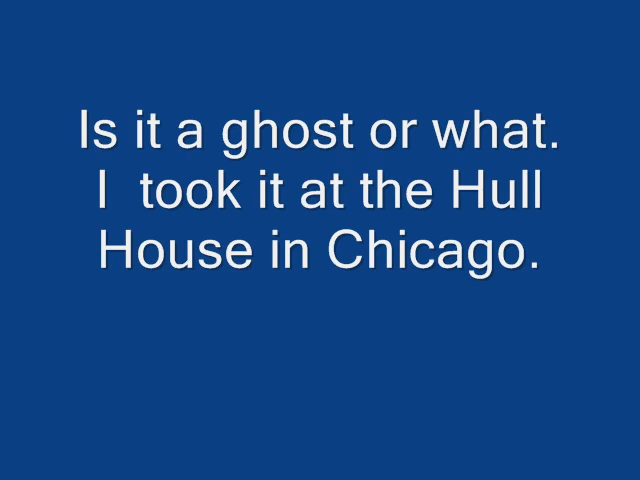 Is it a ghost or what.
I  took it at the Hull
House in Chicago.